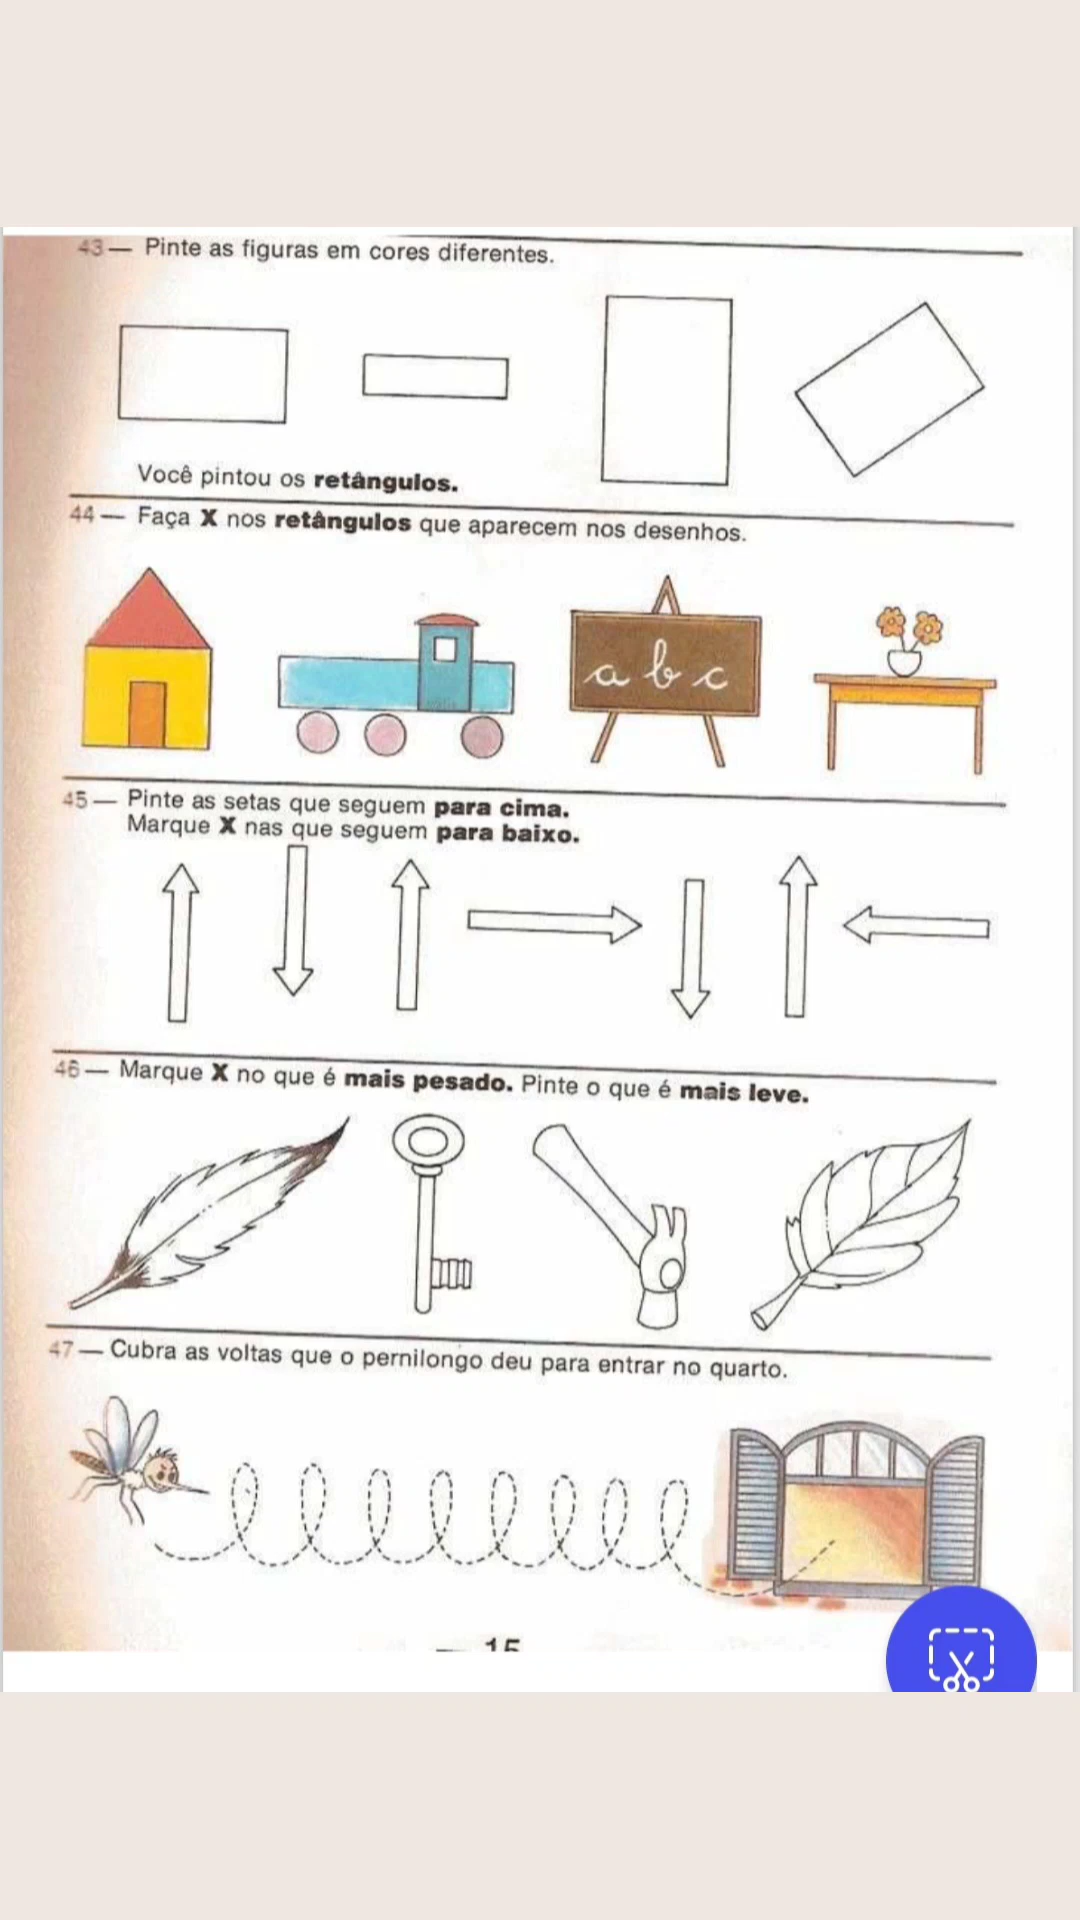 43 — Pinte as figuras em cores diferentes.
Você pintou os retângulos.
44 — Faça X nos retângulos que aparecem nos desenhos.
a b c
45 — Pinte as setas que seguem para cima.
Marque X nas que seguem para baixo.
46 — Marque X no que é mais pesado. Pinte o que é mais leve.
47 — Cubra as voltas que o pernilongo deu para entrar no quarto.
— 15